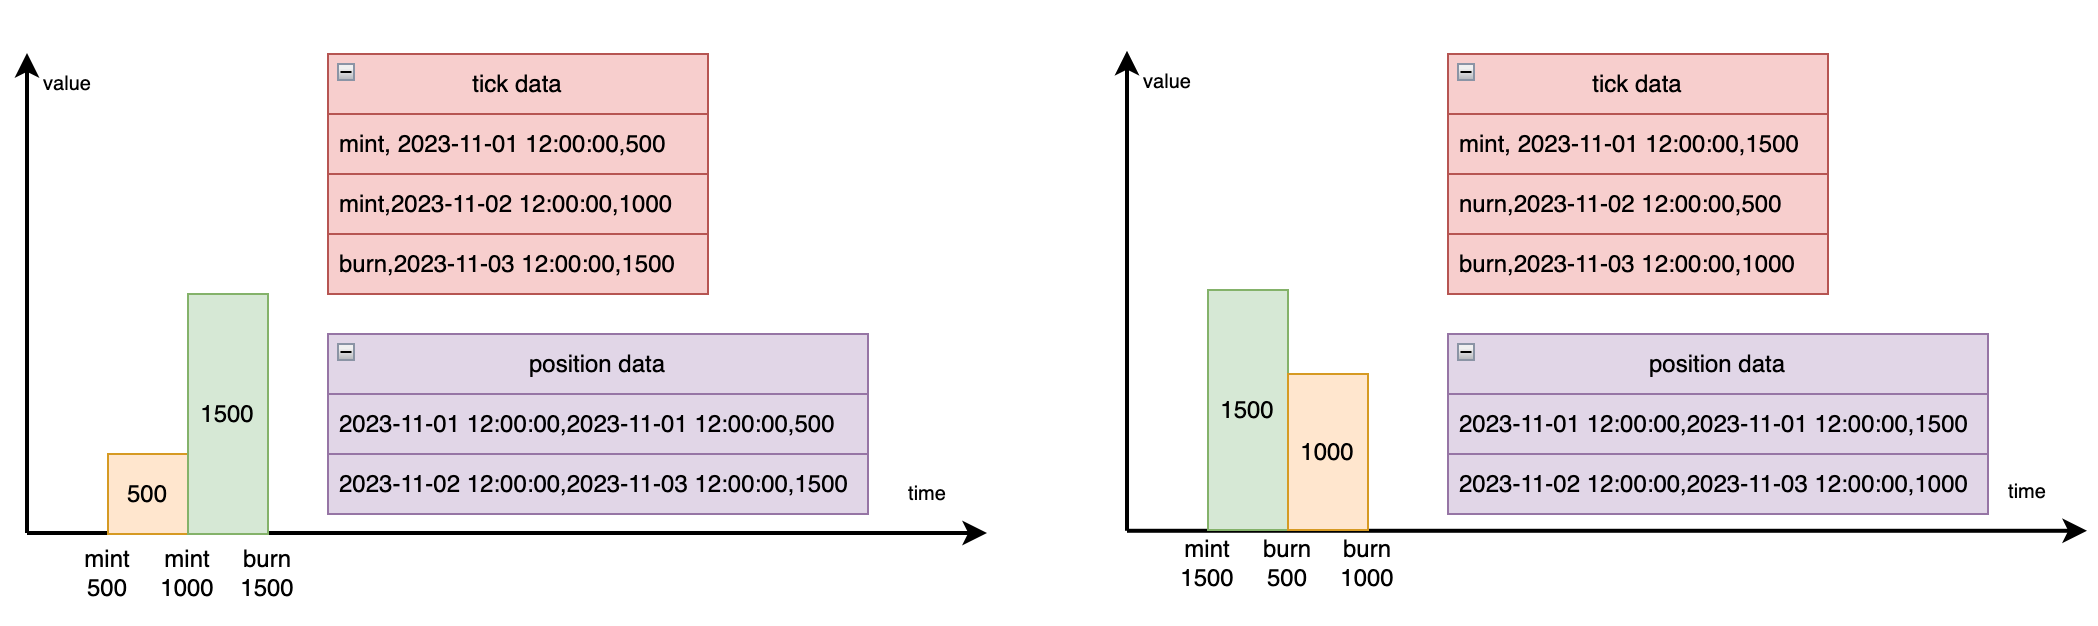 value
tick data
mint, 2023-11-01 12:00:00,500
mint,2023-11-02 12:00:00,1000
burn,2023-11-03 12:00:00,1500
position data
2023-11-01 12:00:00,2023-11-01 12:00:00,500
2023-11-02 12:00:00,2023-11-03 12:00:00,1500
1500
500
time
mint
500
mint
1000
burn
1500
value
tick data
mint, 2023-11-01 12:00:00,1500
nurn,2023-11-02 12:00:00,500
burn,2023-11-03 12:00:00,1000
position data
2023-11-01 12:00:00,2023-11-01 12:00:00,1500
2023-11-02 12:00:00,2023-11-03 12:00:00,1000
1500
1000
time
mint
1500
burn
500
burn
1000